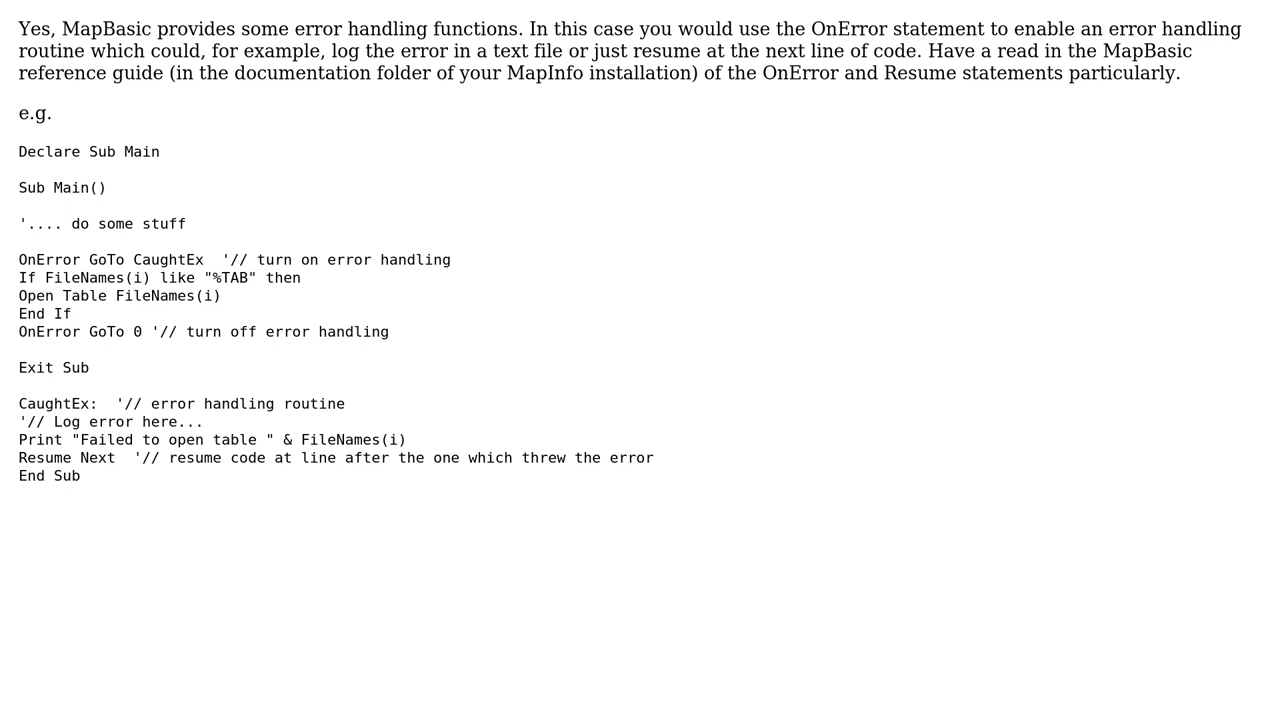 Yes, MapBasic provides some error handling functions. In this case you would use the OnError statement to enable an error handling
routine which could, for example, log the error in a text file or just resume at the next line of code. Have a read in the MapBasic
reference guide (in the documentation folder of your MapInfo installation) of the OnError and Resume statements particularly.
e.g.
Declare Sub Main
Sub Main()
'.... do some stuff
OnError GoTo CaughtEx  '// turn on error handling
If FileNames(i) like "%TAB" then
Open Table FileNames(i)
End If
OnError GoTo 0 '// turn off error handling
Exit Sub
CaughtEx:  '// error handling routine
'// Log error here...
Print "Failed to open table " & FileNames(i)
Resume Next  '// resume code at line after the one which threw the error
End Sub